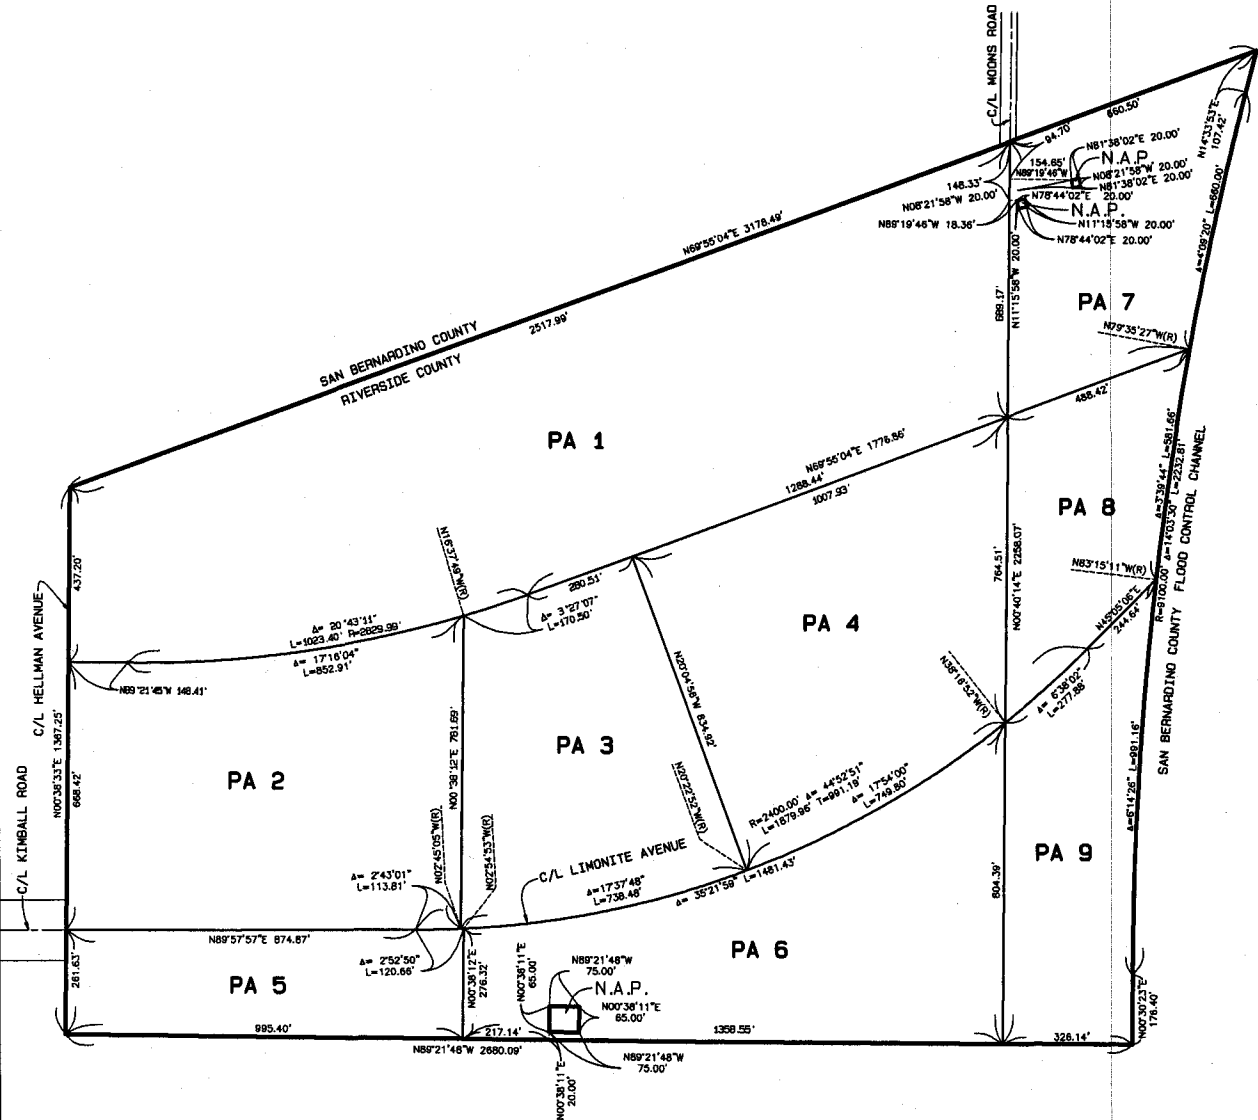 C/L MOONS ROAD
660.50'
94.70'
N14°33'53"E
107.42'
N81°38'02"E 20.00'
N.A.P.
154.65'
N89°19'46"W
N08°21'58"W 20.00'
N81°38'02"E 20.00'
148.33'
N08°21'58"W 20.00'
N78°44'02"E 20.00'
N.A.P.
N89°19'46"W 18.36'
N11°15'58"W 20.00'
N78°44'02"E 20.00'
Δ=4°09'20" L=660.00'
N69°55'04"E 3178.49'
689.17'
N11°15'58"W 20.00'
PA 7
N79°35'27"W(R)
2517.99'
SAN BERNARDINO COUNTY
RIVERSIDE COUNTY
488.42'
PA 1
N69°55'04"E 1776.86'
1288.44'
1007.93'
Δ=3°39'44" L=581.66'
R=9100.00' Δ=14°03'30" L=2232.81'
SAN BERNARDINO COUNTY FLOOD CONTROL CHANNEL
PA 8
N83°15'11"W(R)
764.51'
N00°40'14"E 2258.07'
437.20'
C/L HELLMAN AVENUE
N16°37'49"W(R)
280.51'
Δ= 3°27'07"
L=170.50'
Δ= 20°43'11"
L=1023.40' R=2829.99'
Δ= 17°16'04"
L=852.91'
PA 4
N45°05'06"E
244.64'
N89°21'45"W 148.41'
N20°04'58"W 834.92'
N38°16'52"W(R)
Δ= 6°38'02"
L=277.88'
N00°38'33"E 1367.25'
668.42'
PA 2
N00°38'12"E 781.69'
PA 3
N20°22'52"W(R)
R=2400.00' Δ= 44°52'51"
L=1879.96' T=991.19'
Δ= 17°54'00"
L=749.80'
Δ=6°14'26" L=991.16'
C/L KIMBALL ROAD
N02°45'05"W(R)
N02°54'53"W(R)
C/L LIMONITE AVENUE
PA 9
Δ= 2°43'01"
L=113.81'
Δ=17°37'48"
L=738.48'
Δ= 35°21'59" L=1481.43'
804.39'
N89°57'57"E 874.87'
Δ= 2°52'50"
L=120.66'
261.63'
PA 5
N00°38'12"E
276.32'
N00°38'11"E
65.00'
N89°21'48"W
75.00'
N.A.P.
N00°38'11"E
65.00'
PA 6
N00°30'23"E
178.40'
995.40'
217.14'
1358.55'
326.14'
N89°21'48"W 2680.09'
N89°21'48"W
75.00'
N00°38'11"E
20.00'